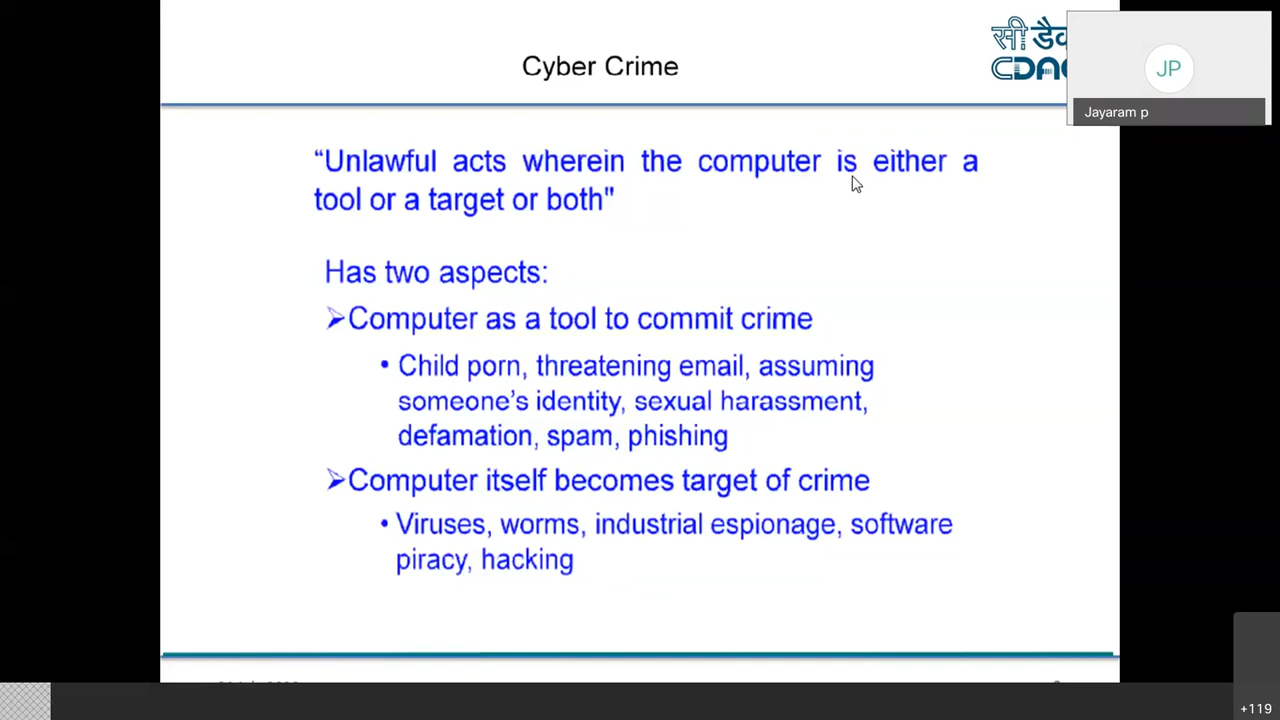 Cyber Crime
सी डैक
CDAC
JP
Jayaram p
“Unlawful acts wherein the computer is either a
tool or a target or both"
Has two aspects:
➢Computer as a tool to commit crime
• Child porn, threatening email, assuming
someone’s identity, sexual harassment,
defamation, spam, phishing
➢Computer itself becomes target of crime
• Viruses, worms, industrial espionage, software
piracy, hacking
+119